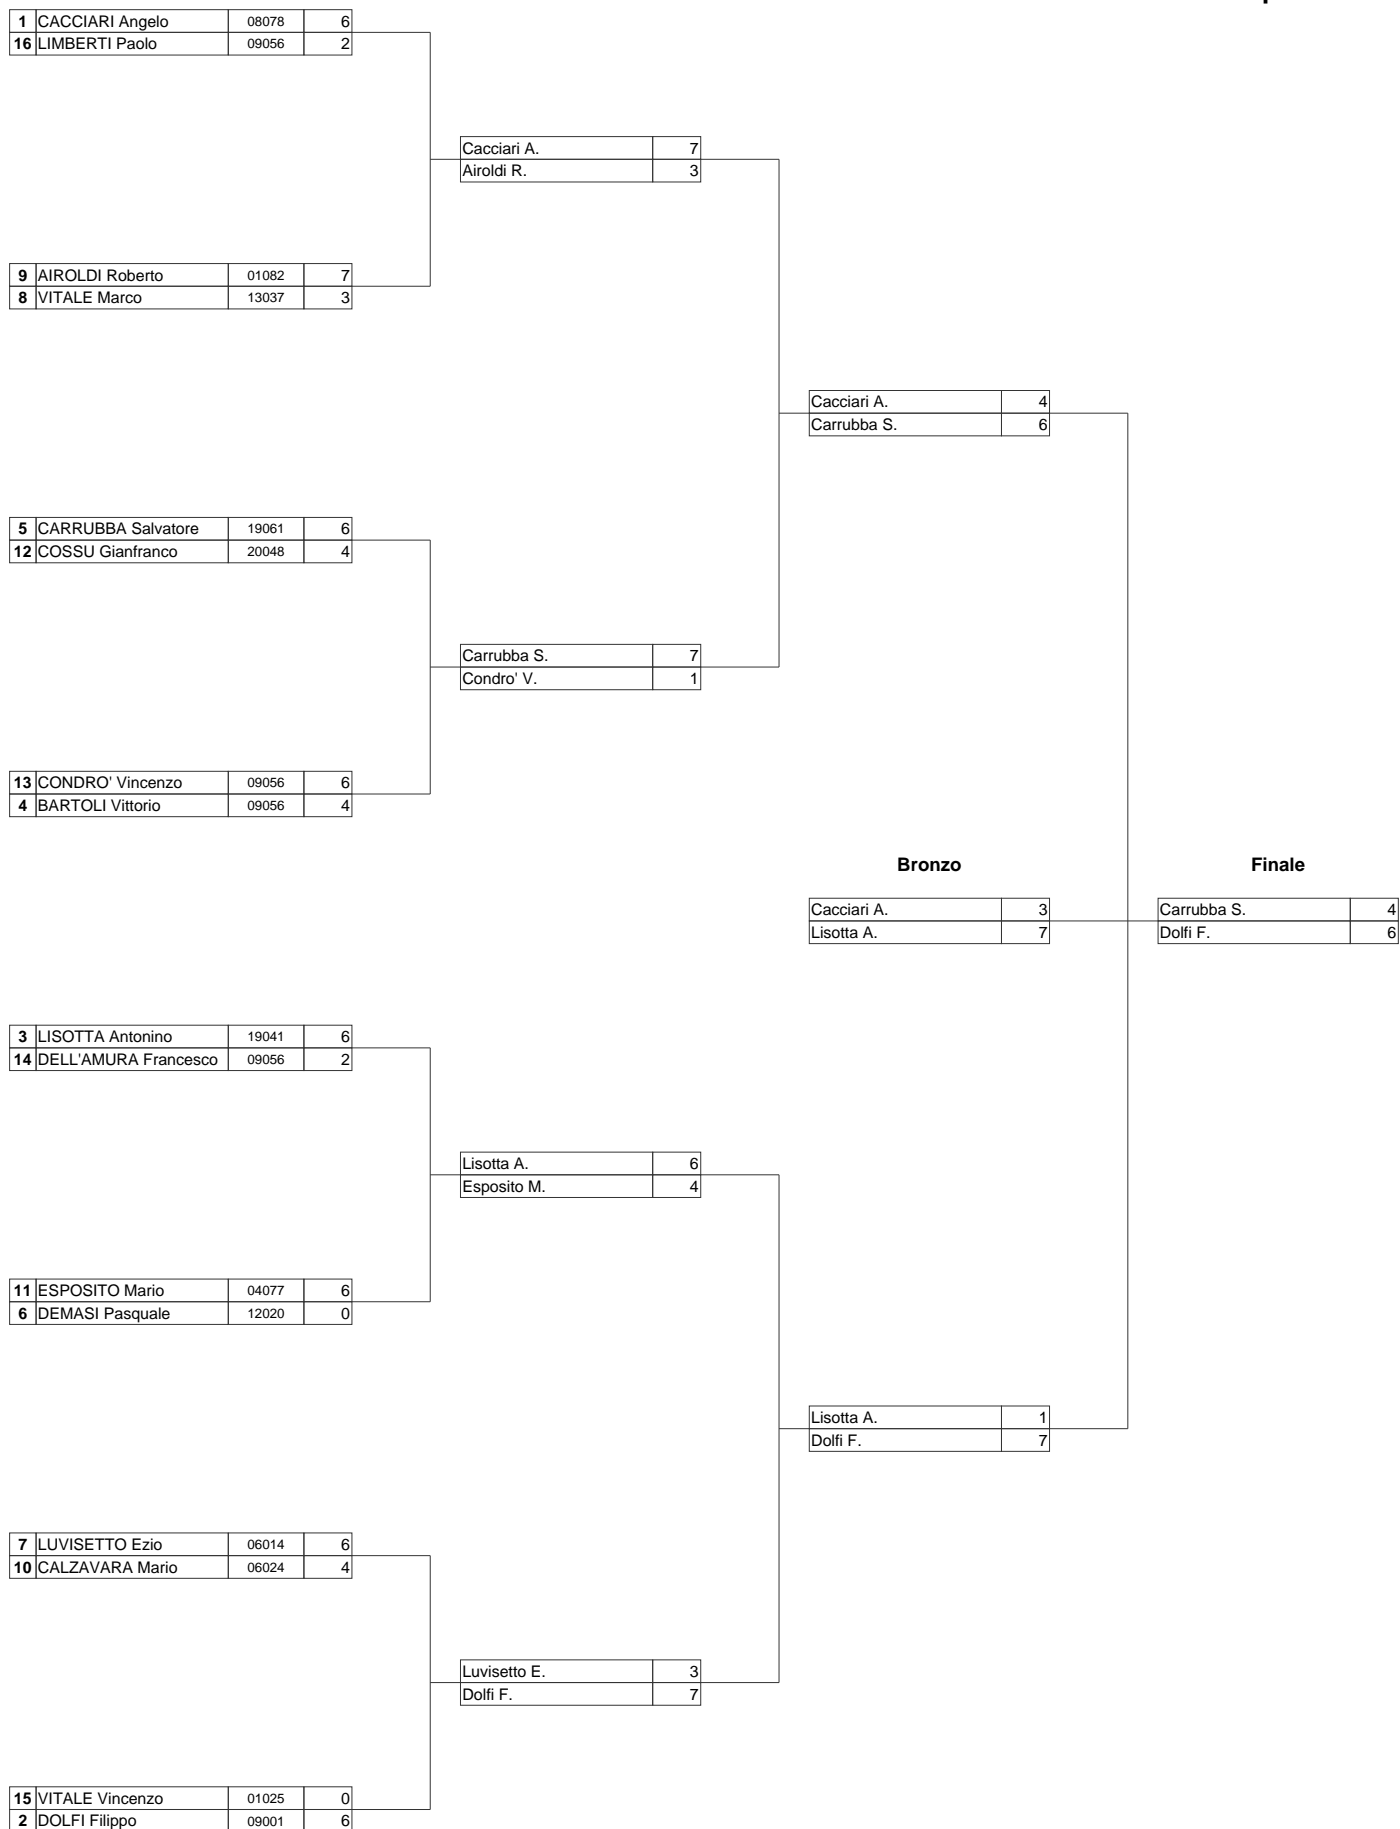 1 CACCIARI Angelo 08078 6
16 LIMBERTI Paolo 09056 2
Cacciari A. 7
Airoldi R. 3
9 AIROLDI Roberto 01082 7
8 VITALE Marco 13037 3
Cacciari A. 4
Carrubba S. 6
5 CARRUBBA Salvatore 19061 6
12 COSSU Gianfranco 20048 4
Carrubba S. 7
Condro' V. 1
13 CONDRO' Vincenzo 09056 6
4 BARTOLI Vittorio 09056 4
Bronzo Finale
Cacciari A. 3 Carrubba S. 4
Lisotta A. 7 Dolfi F. 6
3 LISOTTA Antonino 19041 6
14 DELL'AMURA Francesco 09056 2
Lisotta A. 6
Esposito M. 4
11 ESPOSITO Mario 04077 6
6 DEMASI Pasquale 12020 0
Lisotta A. 1
Dolfi F. 7
7 LUVISETTO Ezio 06014 6
10 CALZAVARA Mario 06024 4
Luvisetto E. 3
Dolfi F. 7
15 VITALE Vincenzo 01025 0
2 DOLFI Filippo 09001 6